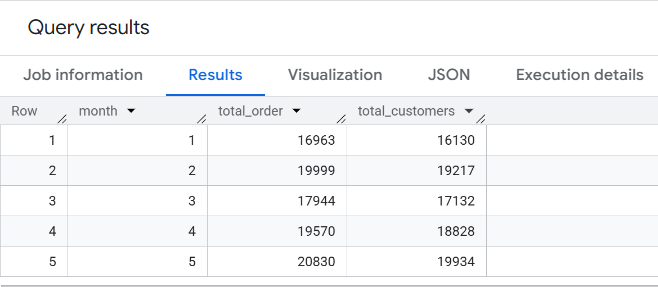 Query results
Job information Results Visualization JSON Execution details
Row month total_order total_customers
1 1 16963 16130
2 2 19999 19217
3 3 17944 17132
4 4 19570 18828
5 5 20830 19934